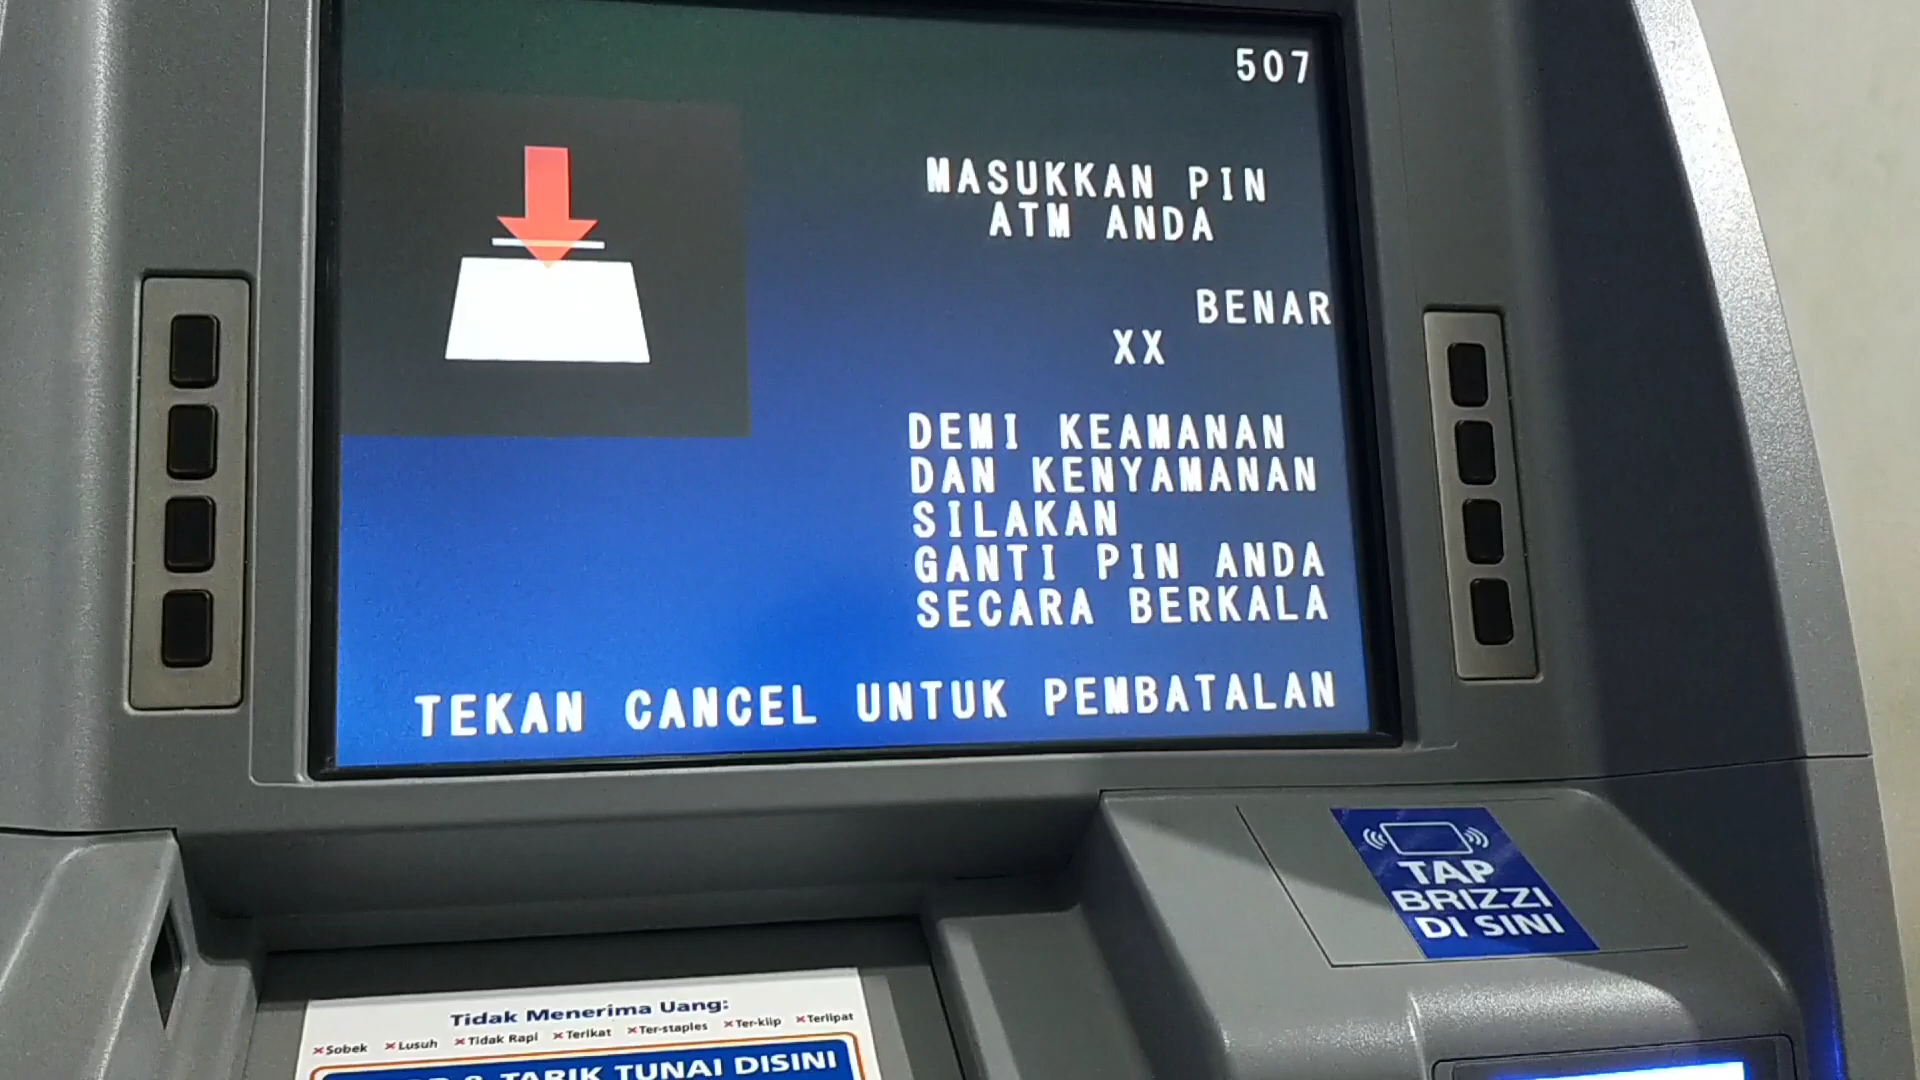 507
MASUKKAN PIN
ATM ANDA
BENAR
XX
DEMI KEAMANAN
DAN KENYAMANAN
SILAKAN
GANTI PIN ANDA
SECARA BERKALA
TEKAN CANCEL UNTUK PEMBATALAN
TAP
BRIZZI
DI SINI
Tidak Menerima Uang:
×Sobek ×Lusuh ×Tidak Rapi ×Terikat ×Ter-staples ×Ter-klip ×Terlipat
& TARIK TUNAI DISINI